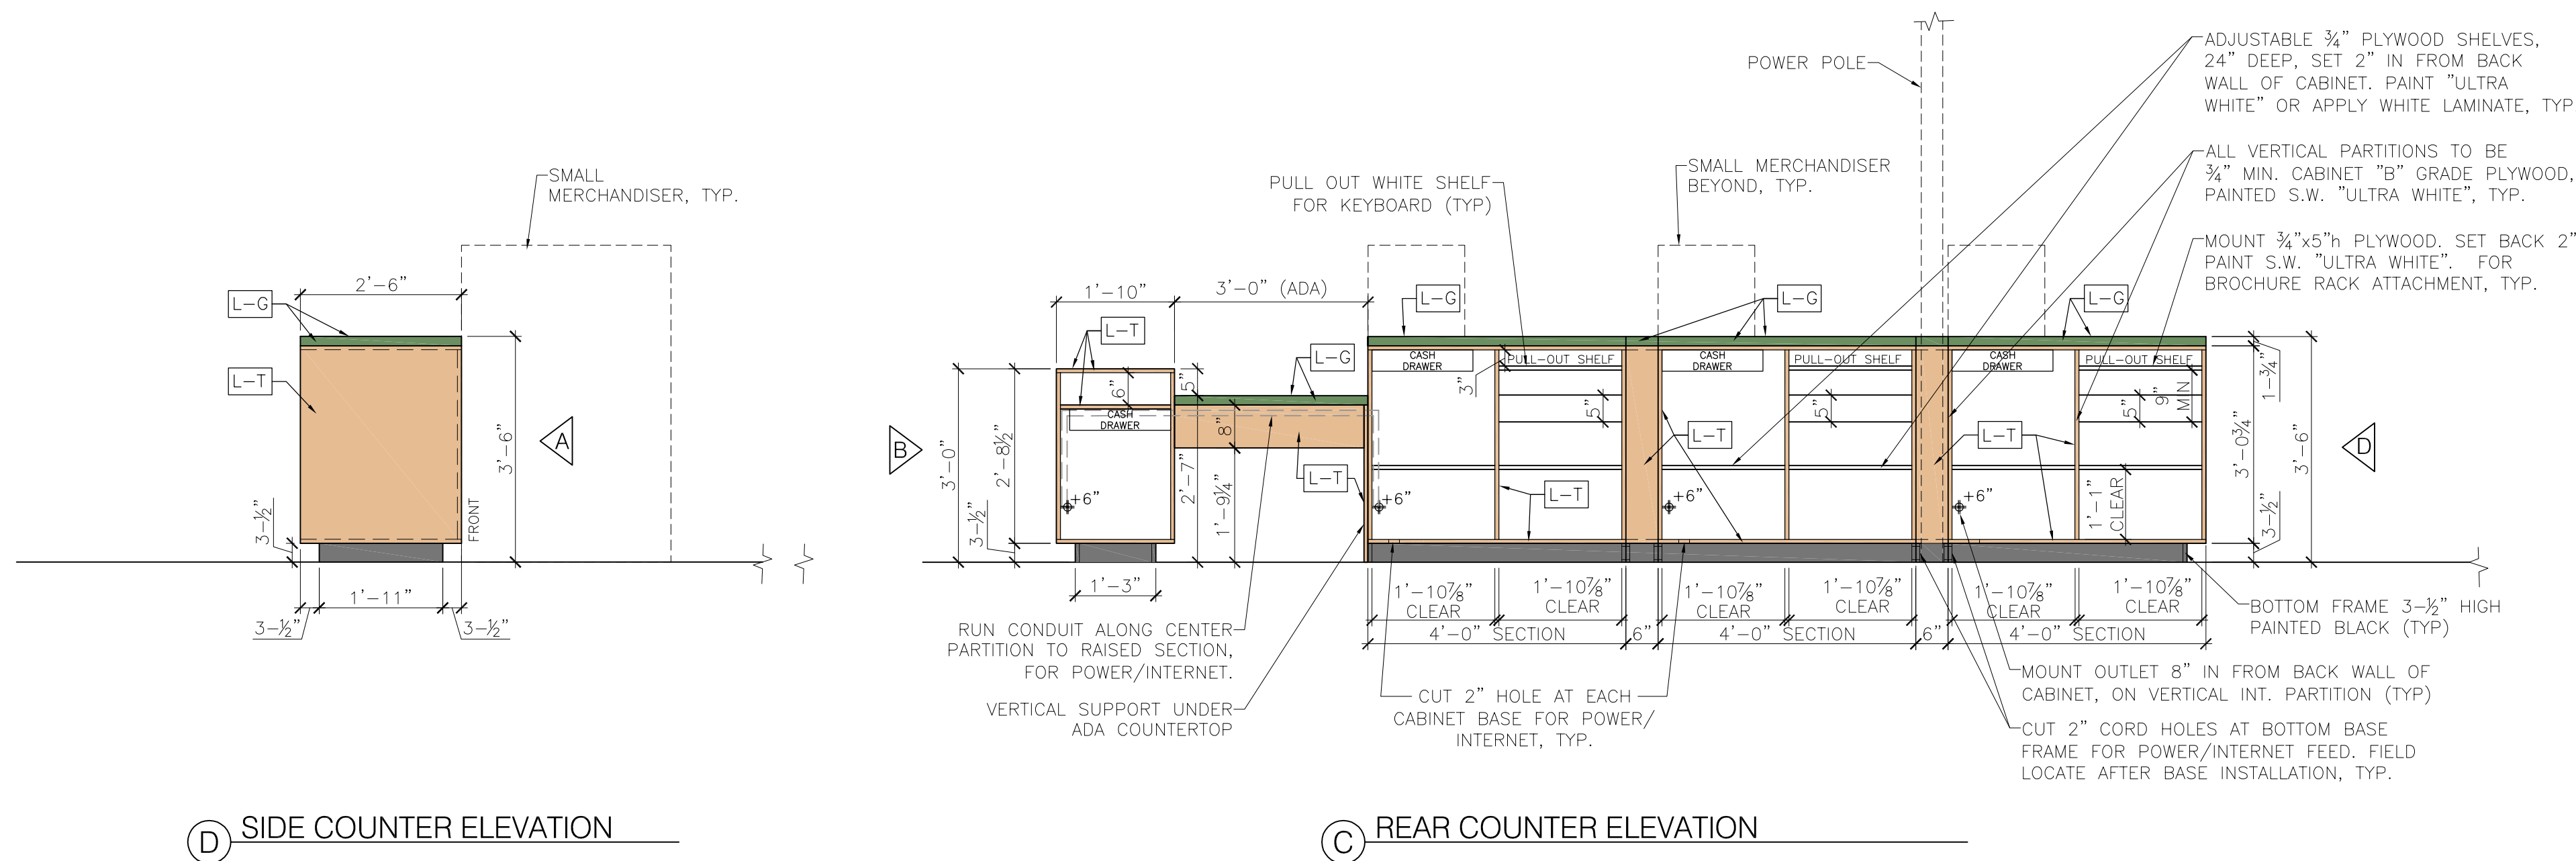 SMALL
MERCHANDISER, TYP.
2'-6"
L-G
L-T
3'-6"
A
FRONT
3-½"
1'-11"
3-½"
3-½"
D SIDE COUNTER ELEVATION
POWER POLE
ADJUSTABLE ¾" PLYWOOD SHELVES,
24" DEEP, SET 2" IN FROM BACK
WALL OF CABINET. PAINT "ULTRA
WHITE" OR APPLY WHITE LAMINATE, TYP
ALL VERTICAL PARTITIONS TO BE
¾" MIN. CABINET "B" GRADE PLYWOOD,
PAINTED S.W. "ULTRA WHITE", TYP.
MOUNT ¾"x5"h PLYWOOD. SET BACK 2"
PAINT S.W. "ULTRA WHITE". FOR
BROCHURE RACK ATTACHMENT, TYP.
SMALL MERCHANDISER
BEYOND, TYP.
PULL OUT WHITE SHELF
FOR KEYBOARD (TYP)
1'-10"
3'-0" (ADA)
L-G
L-G
L-G
L-T
L-G
CASH
DRAWER
PULL-OUT SHELF
CASH
DRAWER
PULL-OUT SHELF
CASH
DRAWER
PULL-OUT SHELF
6"
5"
3"
5"
5"
5"
9"
MIN
1-¾"
CASH
DRAWER
8"
B
3'-0"
2'-8½"
3-½"
2'-7"
1'-9¼"
L-T
L-T
L-T
L-T
+6"
+6"
+6"
+6"
1'-1"
CLEAR
3'-0¾"
3-½"
3'-6"
D
1'-3"
1'-10⅞"
CLEAR
1'-10⅞"
CLEAR
1'-10⅞"
CLEAR
1'-10⅞"
CLEAR
1'-10⅞"
CLEAR
1'-10⅞"
CLEAR
4'-0" SECTION
6"
4'-0" SECTION
6"
4'-0" SECTION
RUN CONDUIT ALONG CENTER
PARTITION TO RAISED SECTION,
FOR POWER/INTERNET.
VERTICAL SUPPORT UNDER
ADA COUNTERTOP
CUT 2" HOLE AT EACH
CABINET BASE FOR POWER/
INTERNET, TYP.
BOTTOM FRAME 3-½" HIGH
PAINTED BLACK (TYP)
MOUNT OUTLET 8" IN FROM BACK WALL OF
CABINET, ON VERTICAL INT. PARTITION (TYP)
CUT 2" CORD HOLES AT BOTTOM BASE
FRAME FOR POWER/INTERNET FEED. FIELD
LOCATE AFTER BASE INSTALLATION, TYP.
C REAR COUNTER ELEVATION